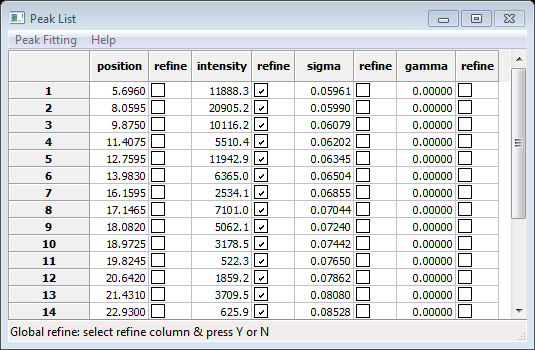 Peak List
Peak Fitting Help
position refine intensity refine sigma refine gamma refine
1 5.6960 11888.3 0.05961 0.00000
2 8.0595 20905.2 0.05990 0.00000
3 9.8750 10116.2 0.06079 0.00000
4 11.4075 5510.4 0.06202 0.00000
5 12.7595 11942.9 0.06345 0.00000
6 13.9830 6365.0 0.06504 0.00000
7 16.1595 2534.1 0.06855 0.00000
8 17.1465 7101.0 0.07044 0.00000
9 18.0820 5062.1 0.07240 0.00000
10 18.9725 3178.5 0.07442 0.00000
11 19.8245 522.3 0.07650 0.00000
12 20.6420 1859.2 0.07862 0.00000
13 21.4310 3709.5 0.08080 0.00000
14 22.9300 625.9 0.08528 0.00000
Global refine: select refine column & press Y or N